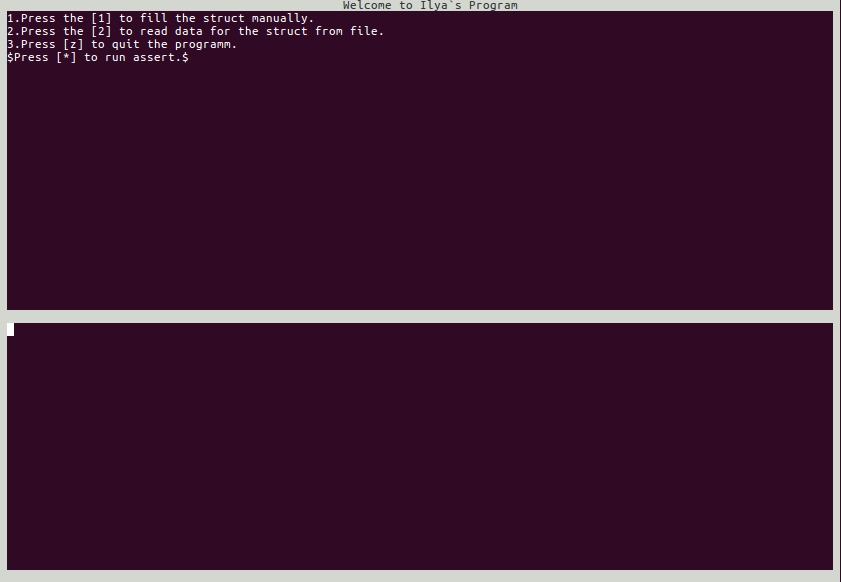 Welcome to Ilya`s Program
1.Press the [1] to fill the struct manually.
2.Press the [2] to read data for the struct from file.
3.Press [z] to quit the programm.
$Press [*] to run assert.$